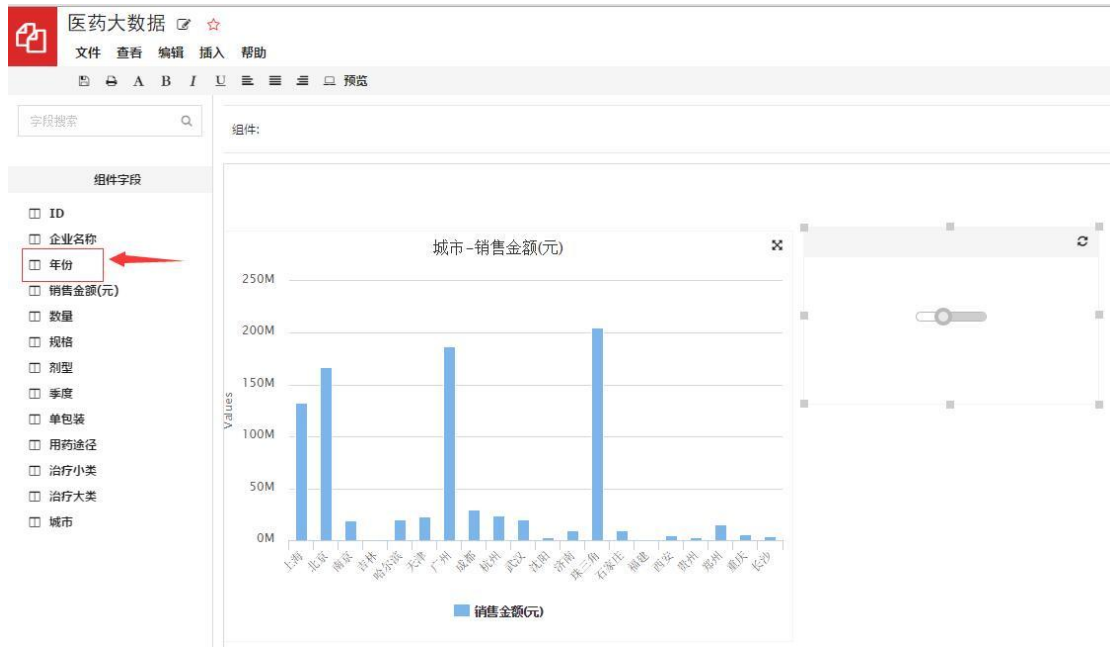 医药大数据
文件 查看 编辑 插入 帮助
A B I U 预览
字段搜索
组件:
组件字段
ID
企业名称
年份
销售金额(元)
数量
规格
剂型
季度
单包装
用药途径
治疗小类
治疗大类
城市
城市-销售金额(元)
250M
200M
150M
100M
50M
0M
Values
上海 北京 南京 吉林 哈尔滨 天津 广州 成都 杭州 武汉 沈阳 济南 珠三角 石家庄 福建 西安 贵州 郑州 重庆 长沙
销售金额(元)